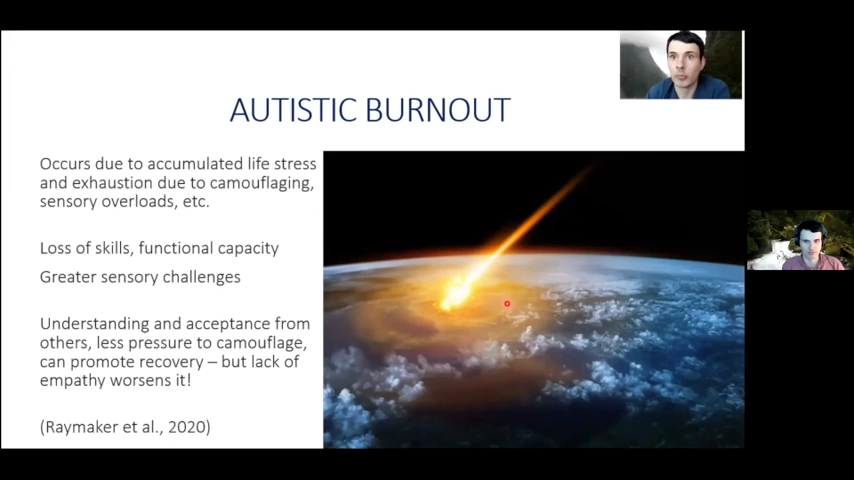 AUTISTIC BURNOUT
Occurs due to accumulated life stress
and exhaustion due to camouflaging,
sensory overloads, etc.
Loss of skills, functional capacity
Greater sensory challenges
Understanding and acceptance from
others, less pressure to camouflage,
can promote recovery – but lack of
empathy worsens it!
(Raymaker et al., 2020)